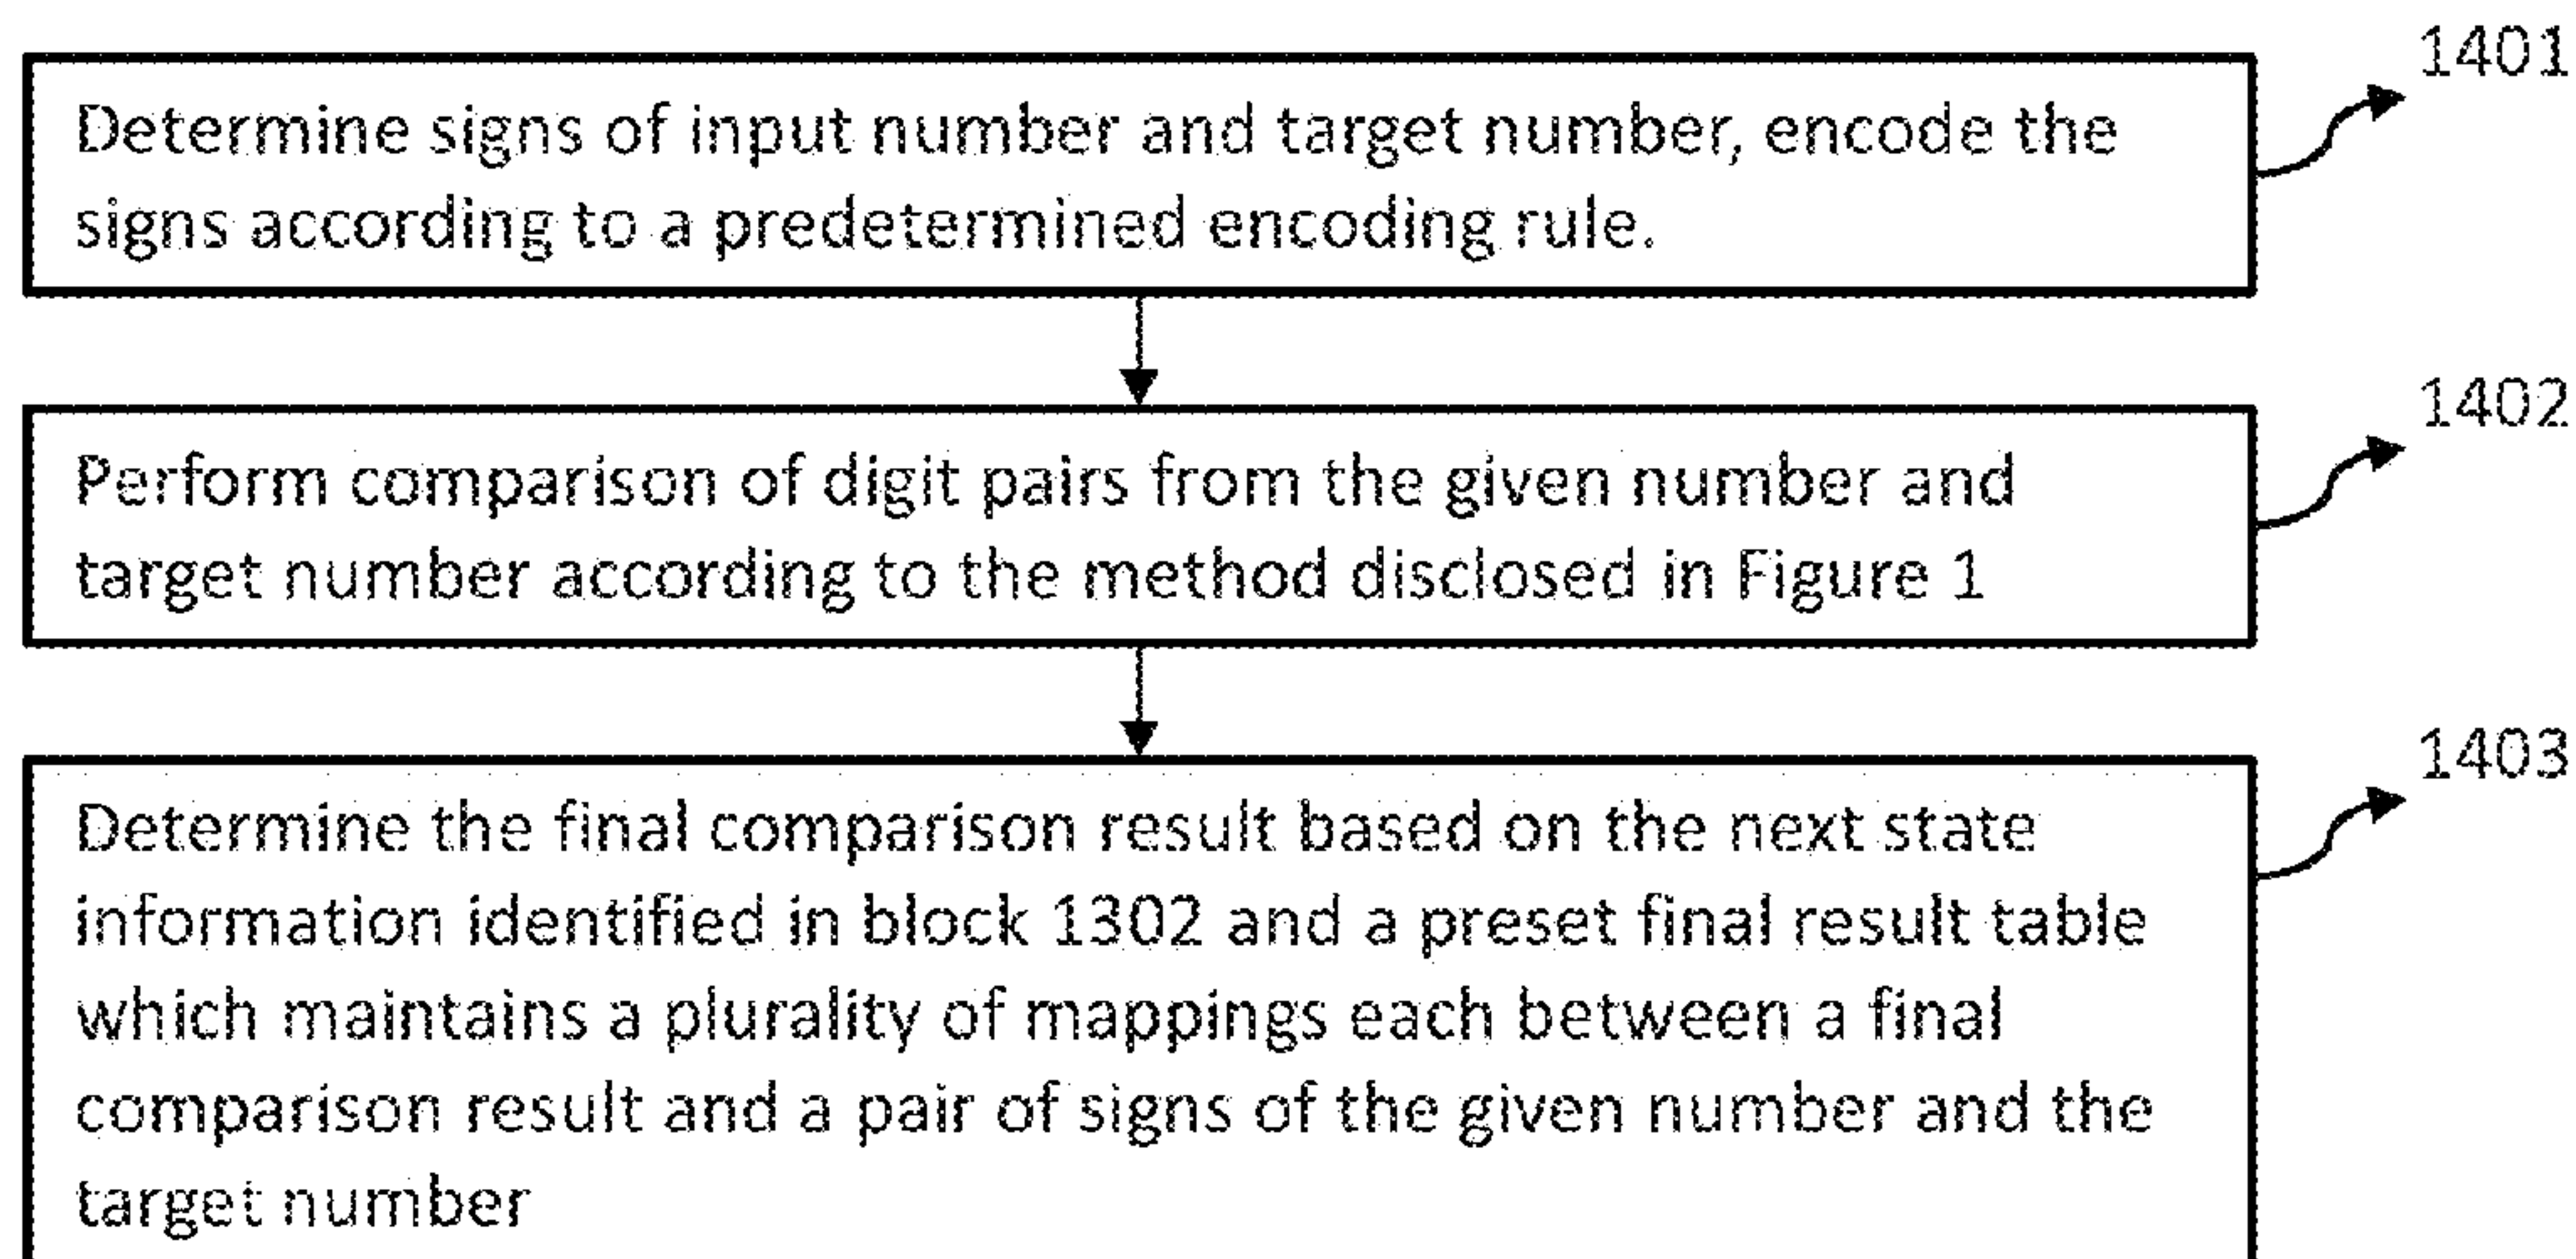 1401
Determine signs of input number and target number, encode the
signs according to a predetermined encoding rule.
1402
Perform comparison of digit pairs from the given number and
target number according to the method disclosed in Figure 1
1403
Determine the final comparison result based on the next state
information identified in block 1302 and a preset final result table
which maintains a plurality of mappings each between a final
comparison result and a pair of signs of the given number and the
target number